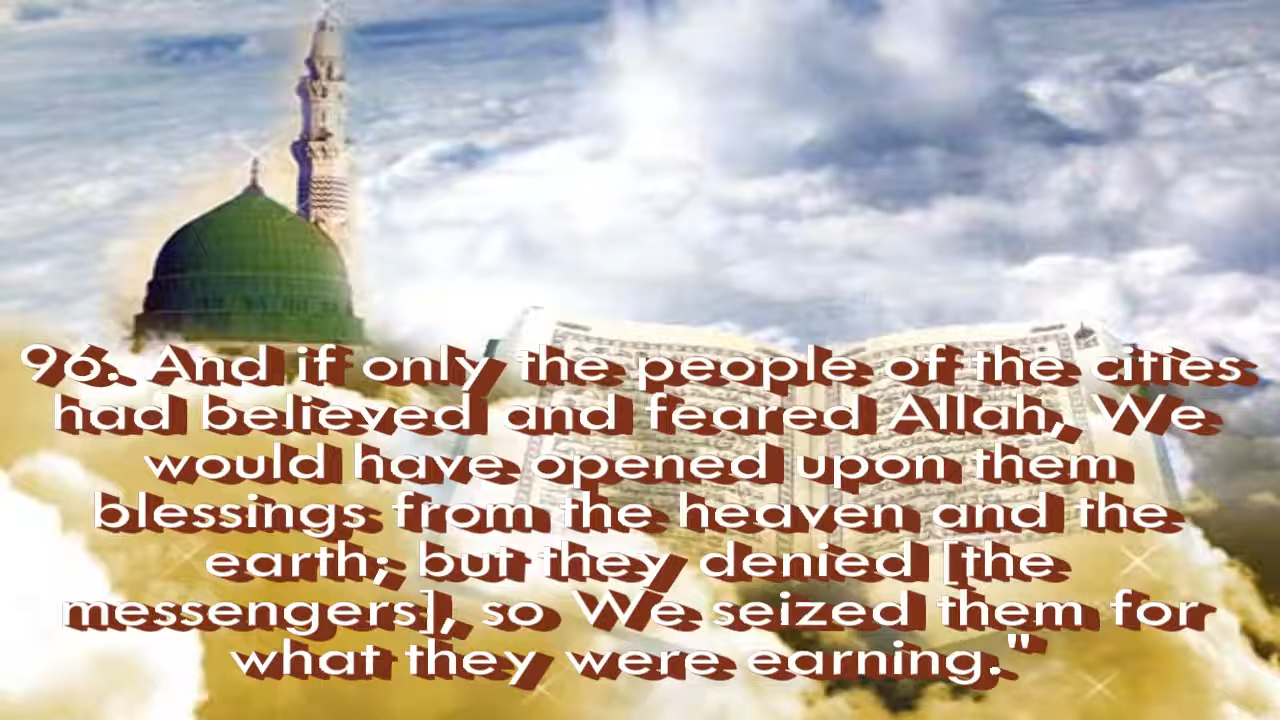 96. And if only the people of the cities
had believed and feared Allah, We
would have opened upon them
blessings from the heaven and the
earth; but they denied [the
messengers], so We seized them for
what they were earning."